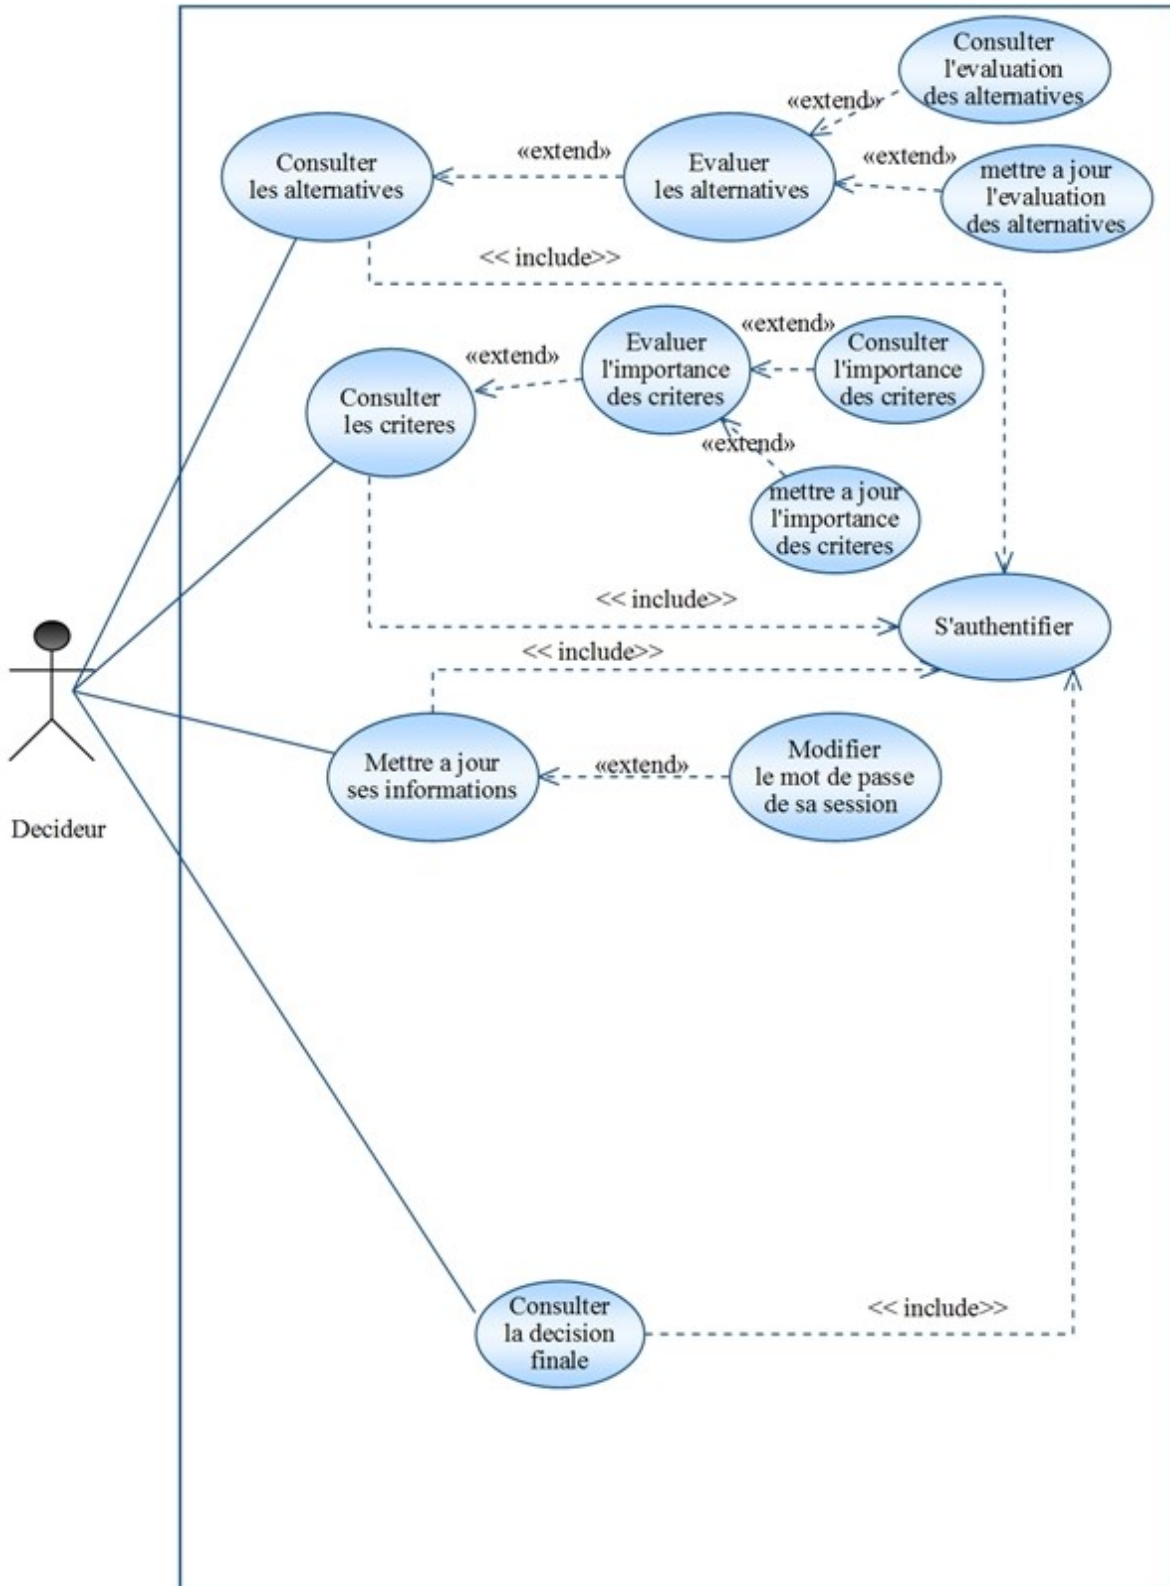 Consulter
l'evaluation
des alternatives
«extend»
Consulter
les alternatives
«extend»
Evaluer
les alternatives
«extend»
mettre a jour
l'evaluation
des alternatives
<< include>>
Consulter
les criteres
«extend»
Evaluer
l'importance
des criteres
«extend»
Consulter
l'importance
des criteres
«extend»
mettre a jour
l'importance
des criteres
<< include>>
S'authentifier
<< include>>
Mettre a jour
ses informations
«extend»
Modifier
le mot de passe
de sa session
Decideur
Consulter
la decision
finale
<< include>>